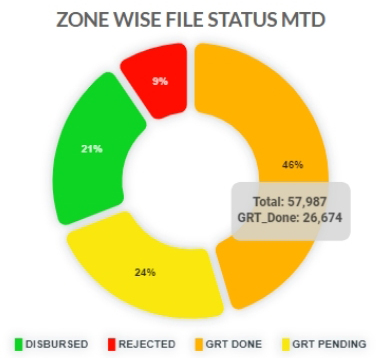 ZONE WISE FILE STATUS MTD
9%
21%
46%
Total: 57,987
GRT_Done: 26,674
24%
DISBURSED REJECTED GRT DONE GRT PENDING